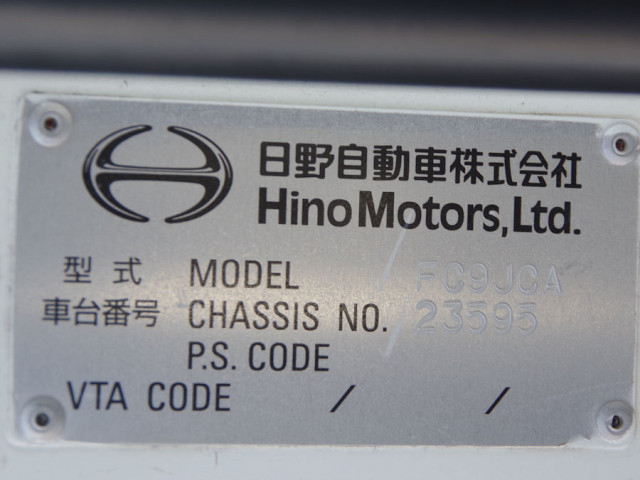 日野自動車株式会社
Hino Motors, Ltd.
型式 MODEL FC9JCA
車台番号 CHASSIS NO. 23595
P.S. CODE
VTA CODE / /